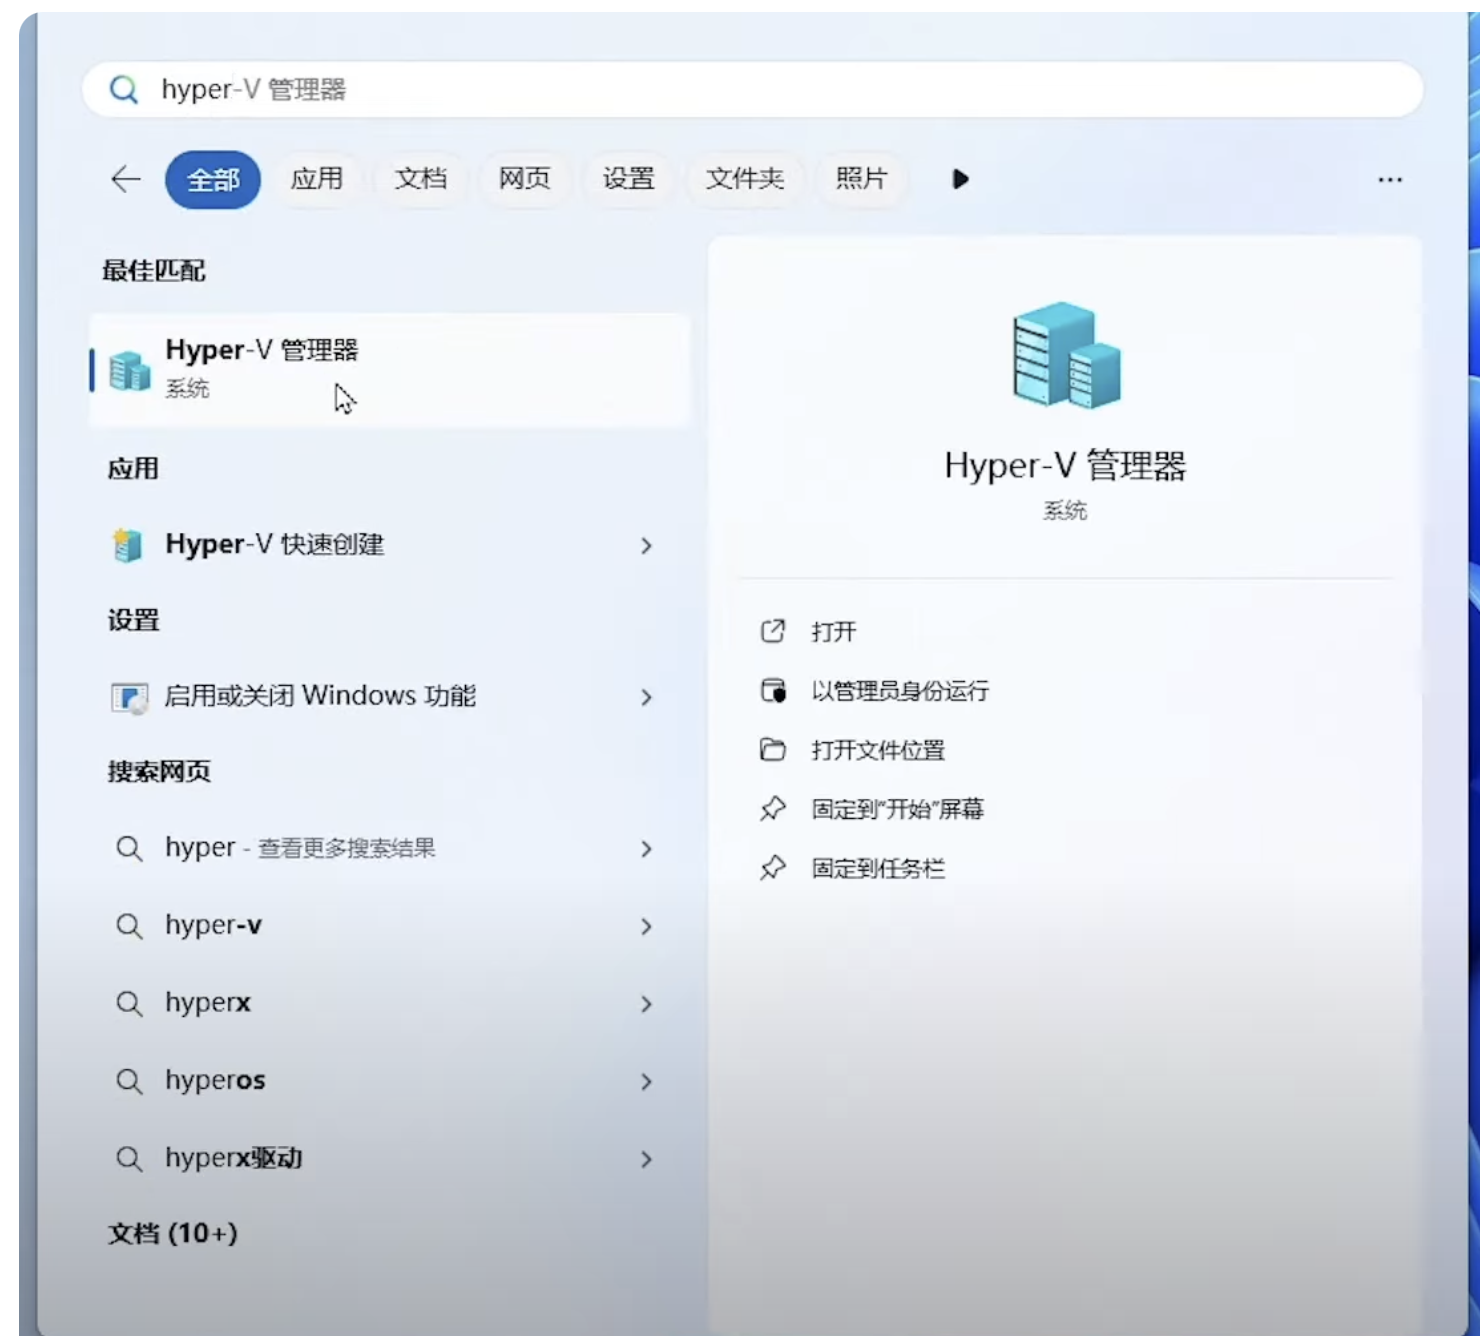 hyper-V 管理器
全部 应用 文档 网页 设置 文件夹 照片
最佳匹配
Hyper-V 管理器
系统
应用
Hyper-V 快速创建
设置
启用或关闭 Windows 功能
搜索网页
hyper - 查看更多搜索结果
hyper-v
hyperx
hyperos
hyperx驱动
文档 (10+)
Hyper-V 管理器
系统
打开
以管理员身份运行
打开文件位置
固定到"开始"屏幕
固定到任务栏